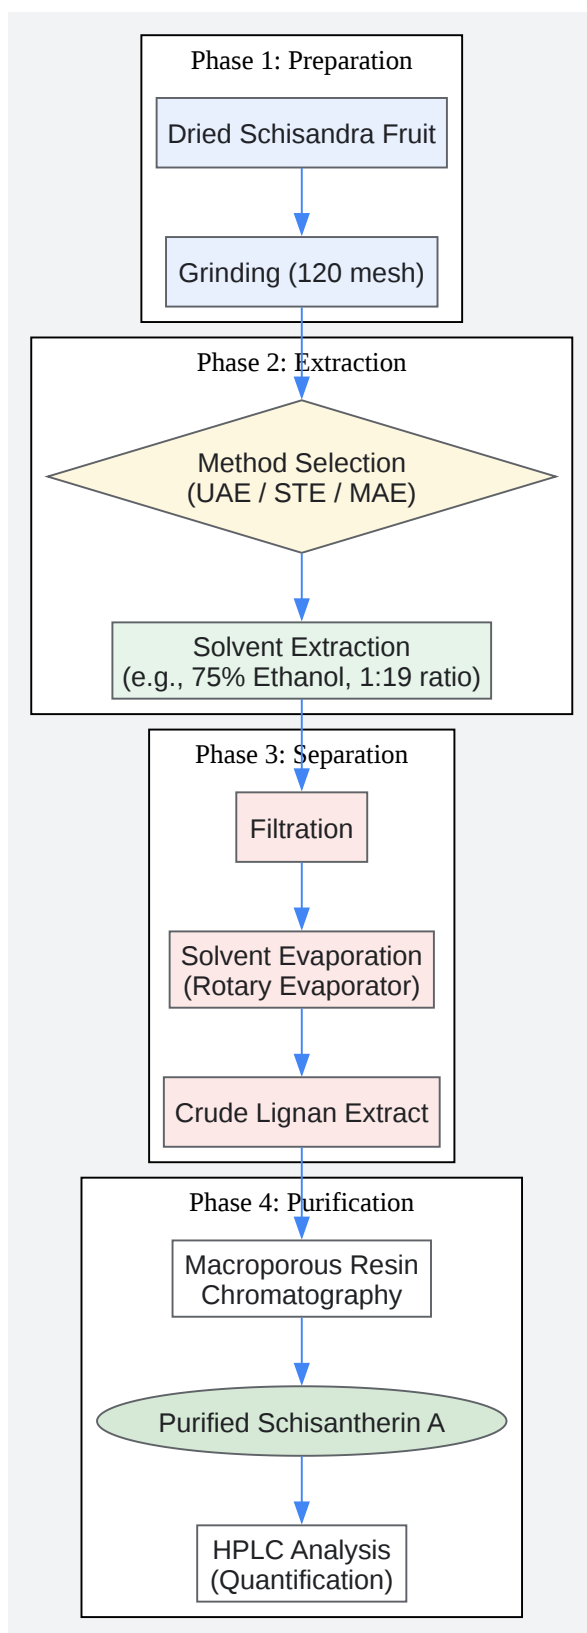 Phase 1: Preparation
Dried Schisandra Fruit
Grinding (120 mesh)
Phase 2: Extraction
Method Selection
(UAE / STE / MAE)
Solvent Extraction
(e.g., 75% Ethanol, 1:19 ratio)
Phase 3: Separation
Filtration
Solvent Evaporation
(Rotary Evaporator)
Crude Lignan Extract
Phase 4: Purification
Macroporous Resin
Chromatography
Purified Schisantherin A
HPLC Analysis
(Quantification)